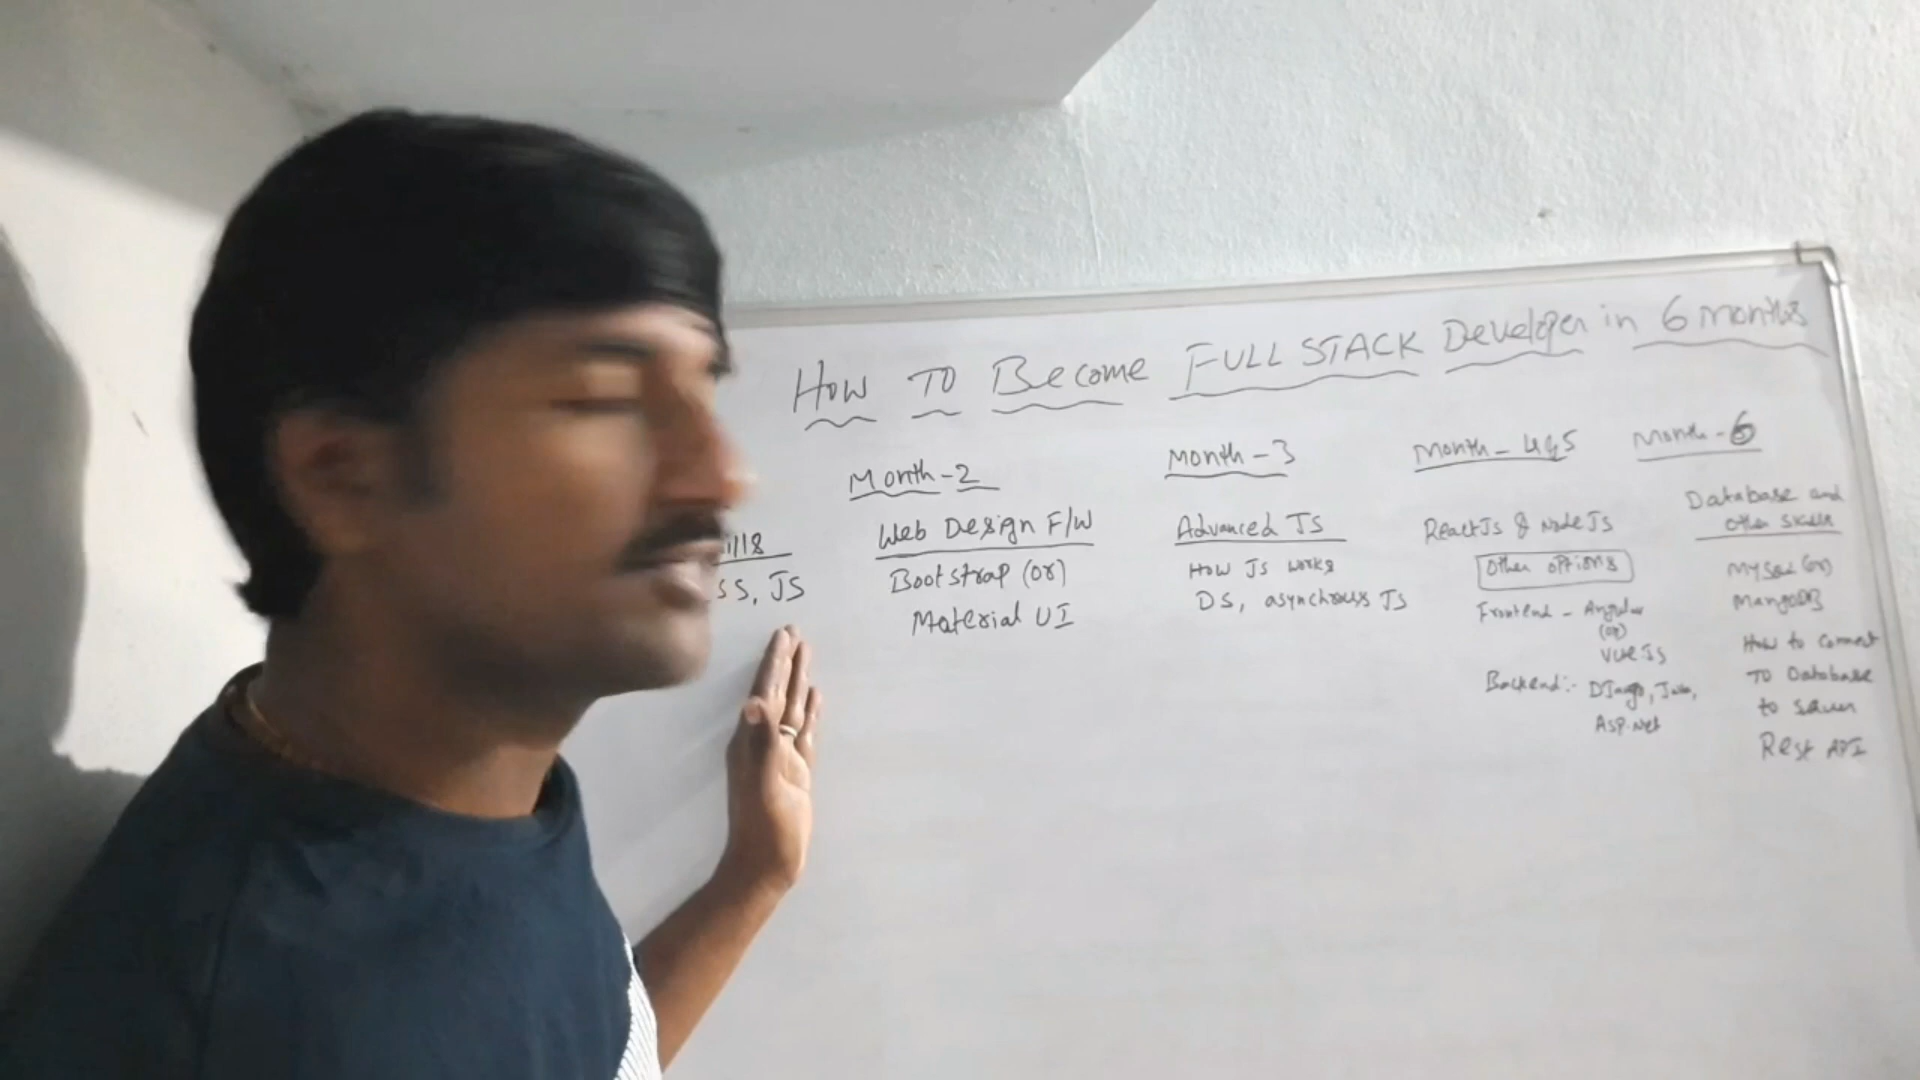 How To Become FULL STACK Developer in 6 months
ills
SS, JS
Month-2
Web Design F/W
Bootstrap (or)
Material UI
Month-3
Advanced JS
How JS works
DS, asynchronous JS
Month-4&5
ReactJs & NodeJs
Other options
Frontend - Angular
(or)
VueJs
Backend:- DJango, Java,
Asp.Net
Month-6
Database and
other skills
MySQL (or)
MangoDB
How to connect
To Database
to server
Rest API